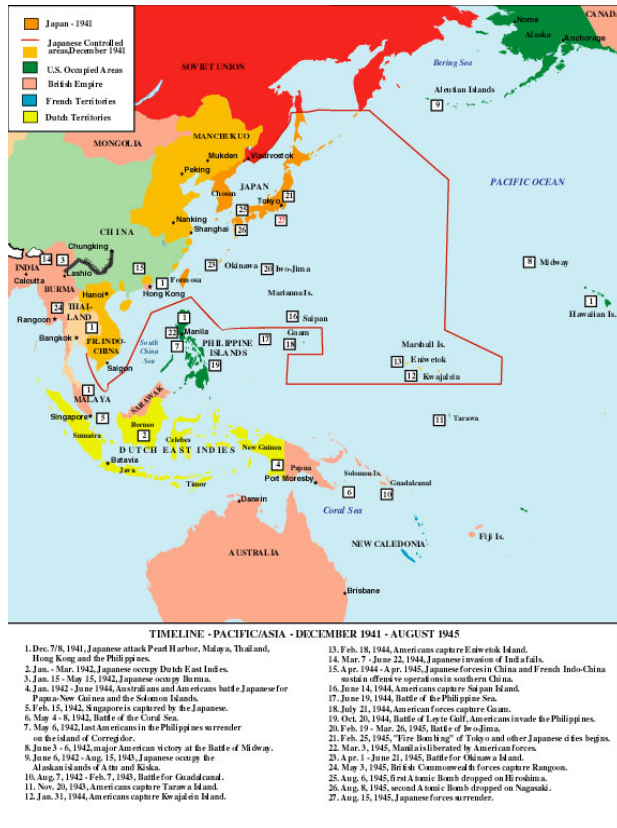 Japan - 1941
Japanese Controlled
areas,December 1941
U.S. Occupied Areas
British Empire
French Territories
Dutch Territories
CANADA
Nome
Alaska
Anchorage
SOVIET UNION
Bering Sea
Aleutian Islands
9
MONGOLIA
MANCHUKUO
Mukden
Vladivostok
Peking
Chosen
JAPAN
Tokyo
21
25
26
27
PACIFIC OCEAN
Nanking
Shanghai
CHINA
Chungking
14
3
15
INDIA
Calcutta
Lashio
BURMA
Hanoi
1
Hong Kong
Formosa
23
Okinawa
20
Iwo-Jima
8
Midway
1
Hawaiian Is.
Marianna Is.
16
Saipan
24
Rangoon
THAI-
LAND
1
Bangkok
FR. INDO-
CHINA
Saigon
South
China
Sea
1
22
Manila
7
PHILIPPINE
ISLANDS
19
17
Guam
18
Marshall Is.
13
Eniwetok
12
Kwajalein
1
MALAYA
Singapore
5
SARAWAK
11
Tarawa
Sumatra
Borneo
2
Celebes
DUTCH EAST INDIES
New Guinea
4
Papua
Port Moresby
Batavia
Java
Timor
Solomon Is.
6
Guadalcanal
10
Darwin
Coral Sea
NEW CALEDONIA
Fiji Is.
AUSTRALIA
Brisbane
TIMELINE - PACIFIC/ASIA - DECEMBER 1941 - AUGUST 1945
1. Dec. 7/8, 1941, Japanese attack Pearl Harbor, Malaya, Thailand,
Hong Kong and the Philippines.
2. Jan. - Mar. 1942, Japanese occupy Dutch East Indies.
3. Jan. 15 - May 15, 1942, Japanese occupy Burma.
4. Jan. 1942 - June 1944, Australians and Americans battle Japanese for
Papua-New Guinea and the Solomon Islands.
5. Feb. 15, 1942, Singapore is captured by the Japanese.
6. May 4 - 8, 1942, Battle of the Coral Sea.
7. May 6, 1942, last Americans in the Philippines surrender
on the island of Corregidor.
8. June 3 - 6, 1942, major American victory at the Battle of Midway.
9. June 6, 1942 - Aug. 15, 1943, Japanese occupy the
Alaskan islands of Attu and Kiska.
10. Aug. 7, 1942 - Feb. 7, 1943, Battle for Guadalcanal.
11. Nov. 20, 1943, Americans capture Tarawa Island.
12. Jan. 31, 1944, Americans capture Kwajalein Island.
13. Feb. 18, 1944, Americans capture Eniwetok Island.
14. Mar. 7 - June 22, 1944, Japanese invasion of India fails.
15. Apr. 1944 - Apr. 1945, Japanese forces in China and French Indo-China
sustain offensive operations in southern China.
16. June 14, 1944, Americans capture Saipan Island.
17. June 19, 1944, Battle of the Philippine Sea.
18. July 21, 1944, American forces capture Guam.
19. Oct. 20, 1944, Battle of Leyte Gulf, Americans invade the Philippines.
20. Feb. 19 - Mar. 26, 1945, Battle of Iwo-Jima.
21. Feb. 25, 1945, "Fire Bombing" of Tokyo and other Japanese cities begins.
22. Mar. 3, 1945, Manila is liberated by American forces.
23. Apr. 1 - June 21, 1945, Battle for Okinawa Island.
24. May 3, 1945, British Commonwealth forces capture Rangoon.
25. Aug. 6, 1945, first Atomic Bomb dropped on Hiroshima.
26. Aug. 8, 1945, second Atomic Bomb dropped on Nagasaki.
27. Aug. 15, 1945, Japanese forces surrender.